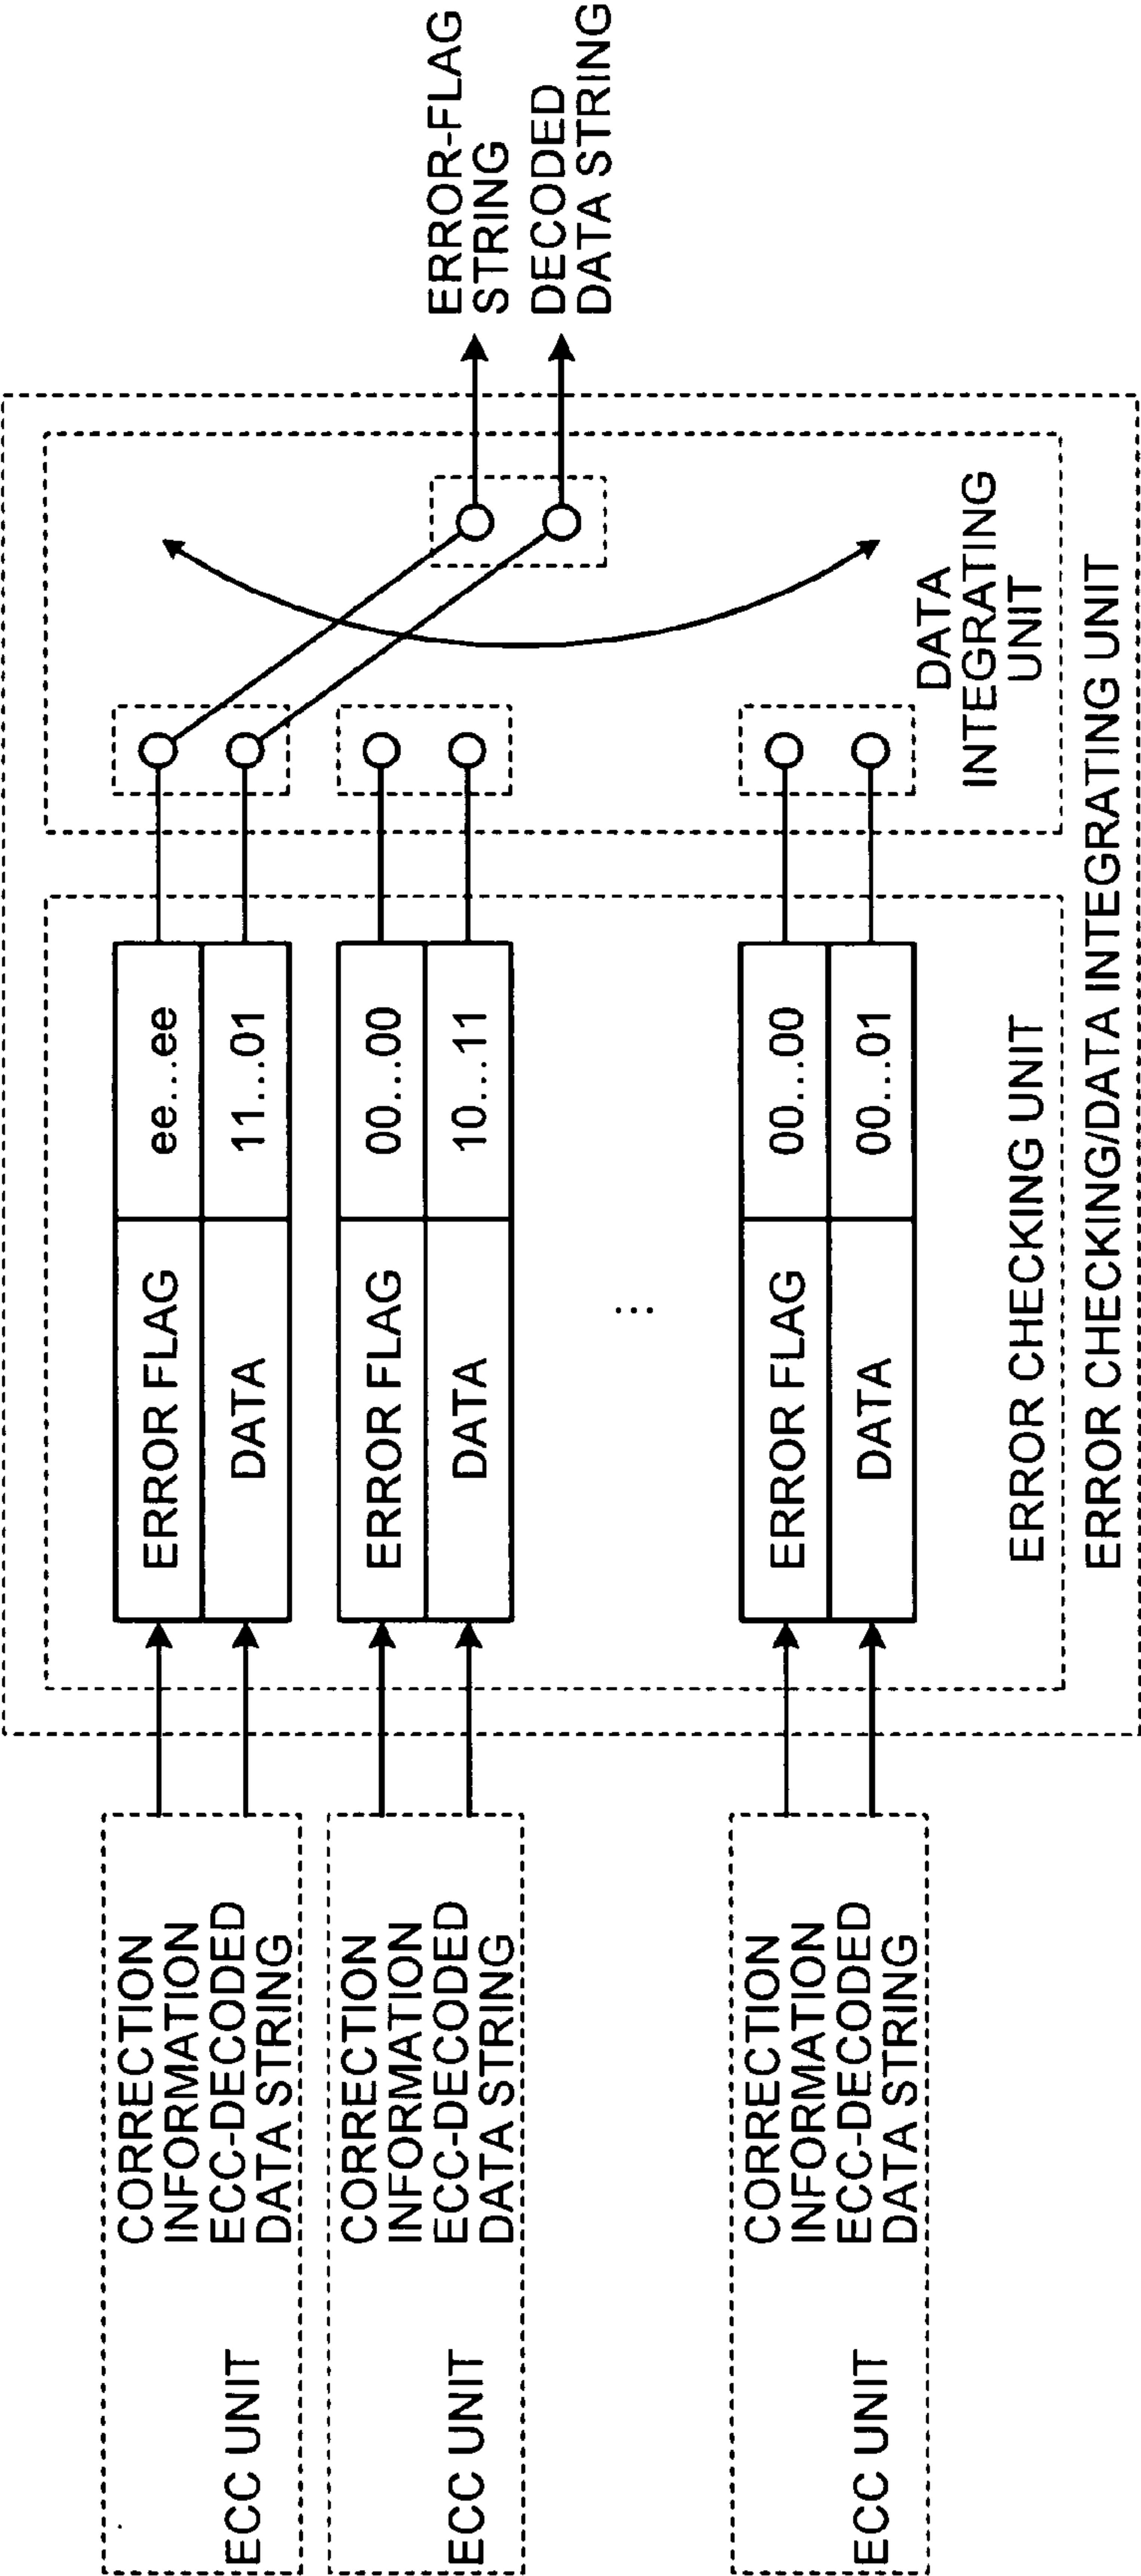 CORRECTION
INFORMATION
ECC-DECODED
DATA STRING
ECC UNIT
ERROR FLAG
ee...ee
DATA
11...01
CORRECTION
INFORMATION
ECC-DECODED
DATA STRING
ECC UNIT
ERROR FLAG
00...00
DATA
10...11
...
CORRECTION
INFORMATION
ECC-DECODED
DATA STRING
ECC UNIT
ERROR FLAG
00...00
DATA
00...01
ERROR CHECKING UNIT
DATA
INTEGRATING
UNIT
ERROR CHECKING/DATA INTEGRATING UNIT
ERROR-FLAG
STRING
DECODED
DATA STRING